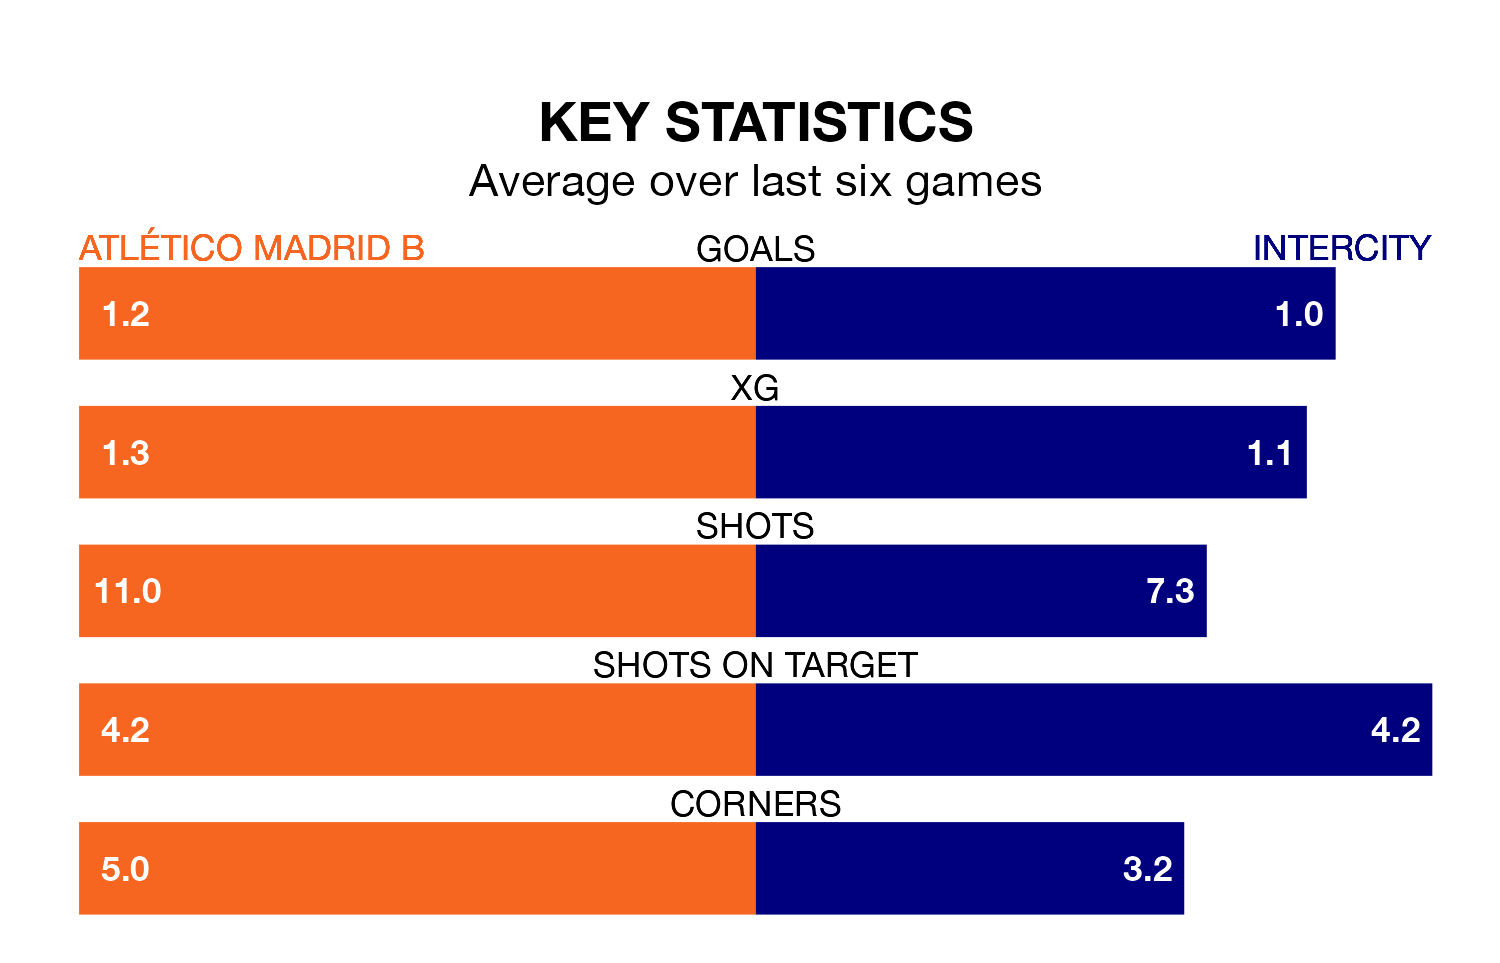 KEY STATISTICS
Average over last six games
ATLÉTICO MADRID B GOALS INTERCITY
1.2 1.0
XG
1.3 1.1
SHOTS
11.0 7.3
SHOTS ON TARGET
4.2 4.2
CORNERS
5.0 3.2